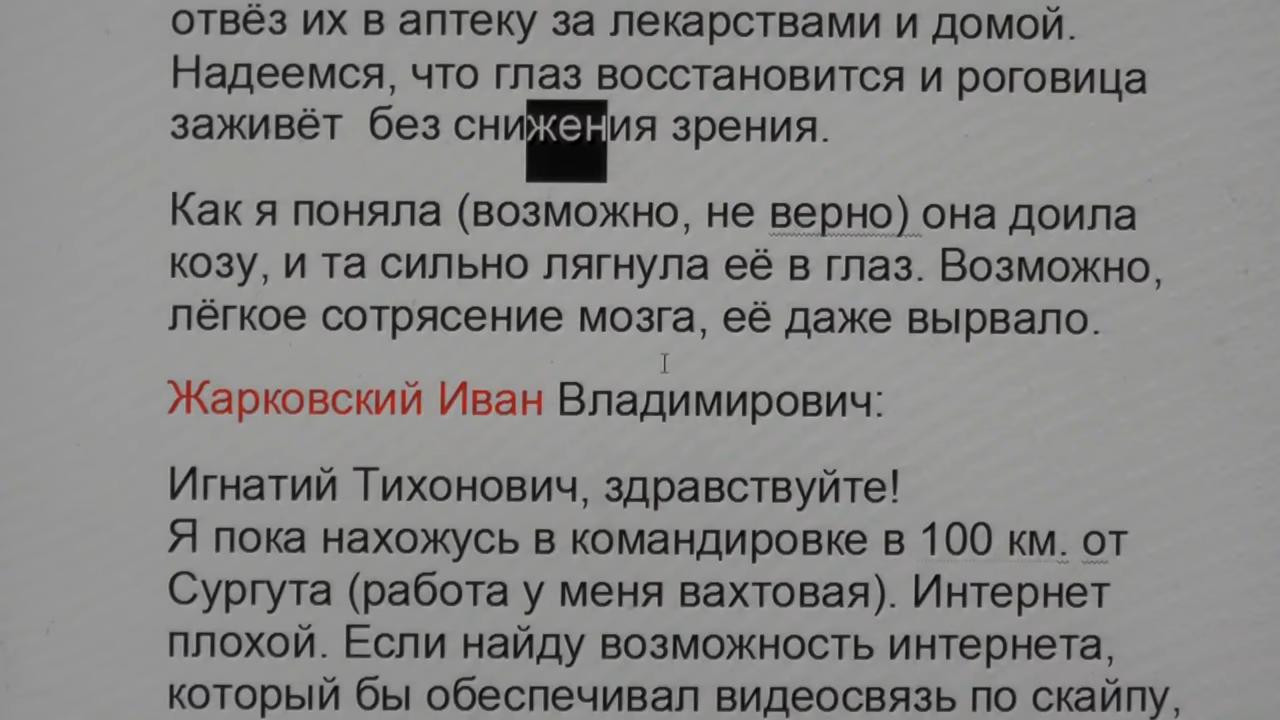 отвёз их в аптеку за лекарствами и домой.
Надеемся, что глаз восстановится и роговица
заживёт  без снижения зрения.
Как я поняла (возможно, не верно) она доила
козу, и та сильно лягнула её в глаз. Возможно,
лёгкое сотрясение мозга, её даже вырвало.
Жарковский Иван Владимирович:
Игнатий Тихонович, здравствуйте!
Я пока нахожусь в командировке в 100 км. от
Сургута (работа у меня вахтовая). Интернет
плохой. Если найду возможность интернета,
который бы обеспечивал видеосвязь по скайпу,